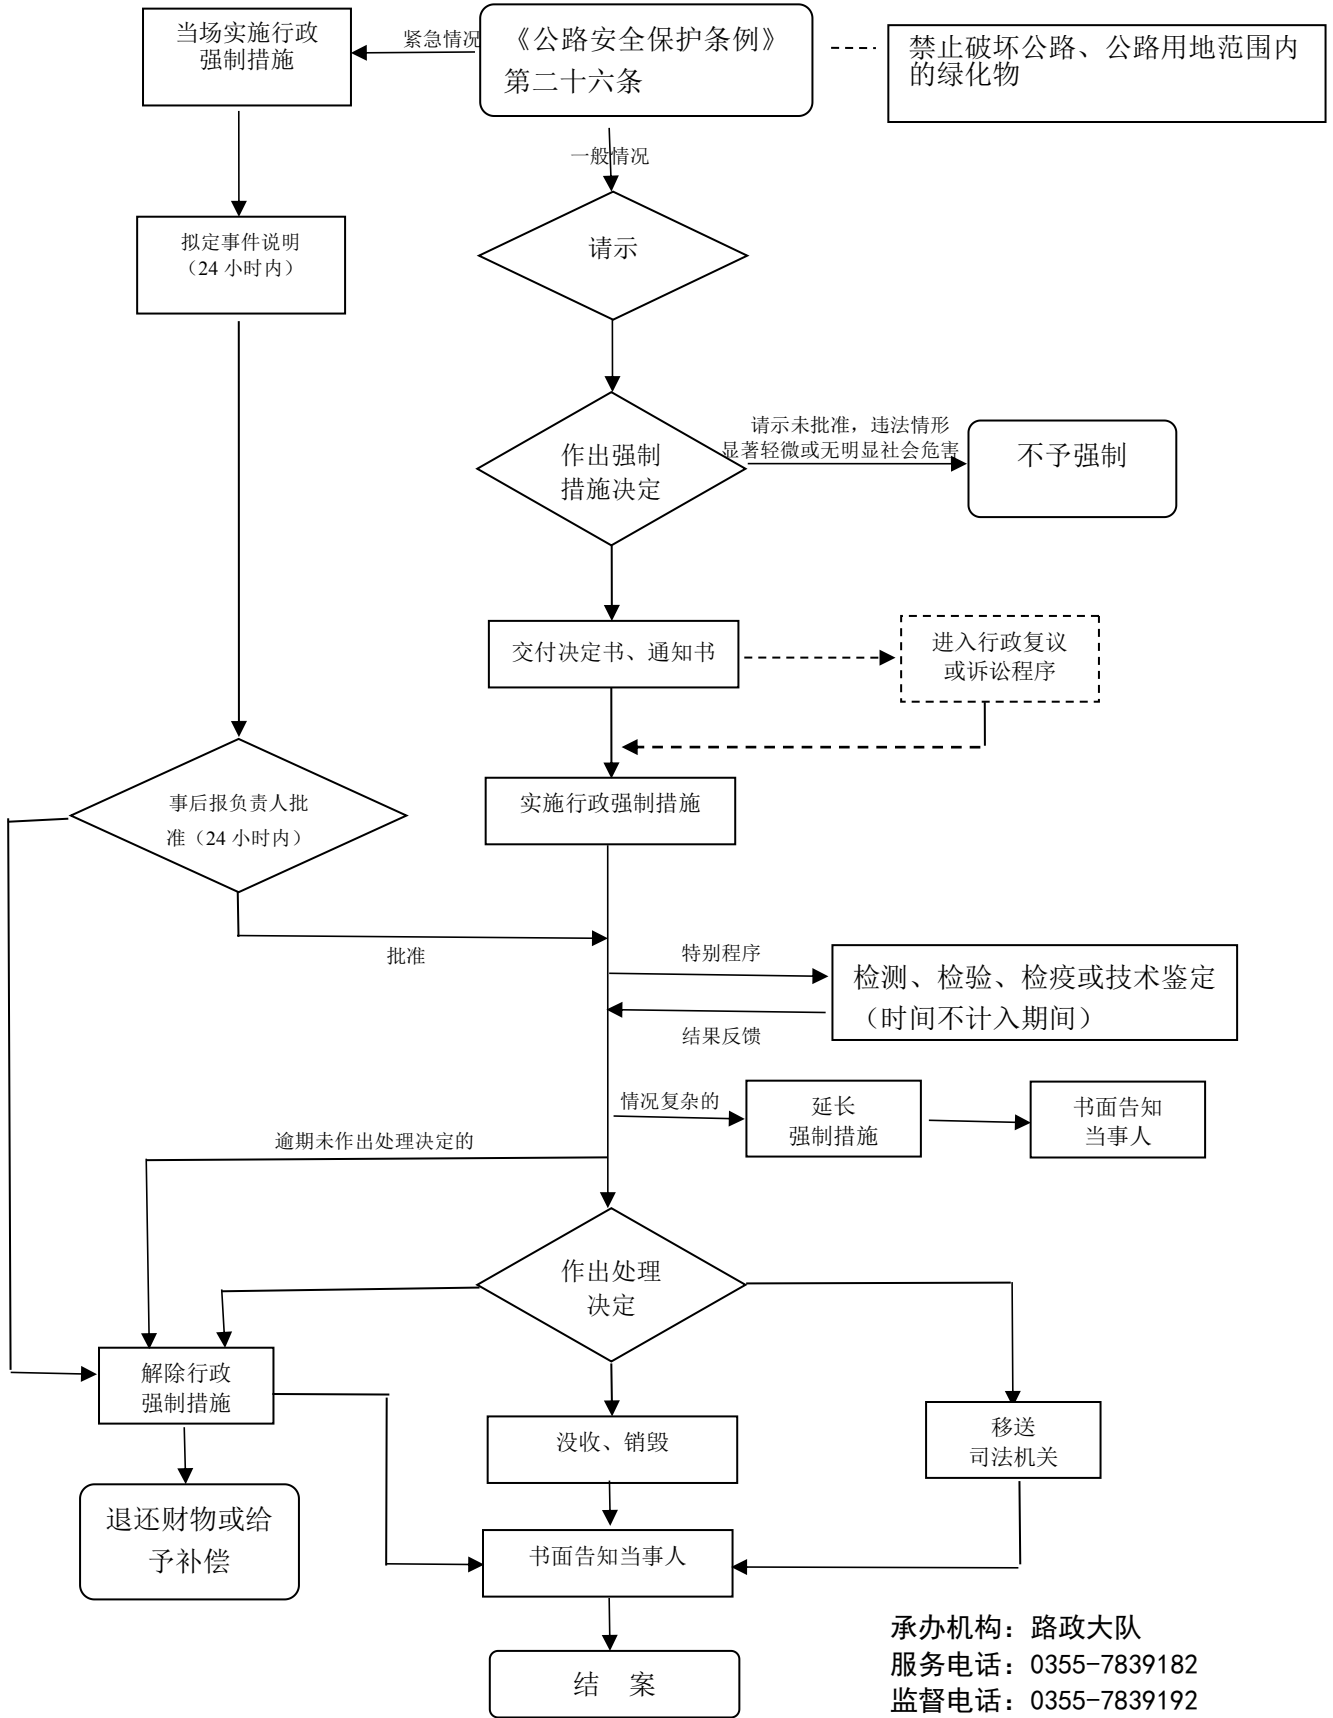 当场实施行政
强制措施
紧急情况
《公路安全保护条例》
第二十六条
禁止破坏公路、公路用地范围内
的绿化物
一般情况
拟定事件说明
（24 小时内）
请示
作出强制
措施决定
请示未批准，违法情形
显著轻微或无明显社会危害
不予强制
交付决定书、通知书
进入行政复议
或诉讼程序
事后报负责人批
准（24 小时内）
实施行政强制措施
批准
特别程序
检测、检验、检疫或技术鉴定
（时间不计入期间）
结果反馈
情况复杂的
延长
强制措施
书面告知
当事人
逾期未作出处理决定的
作出处理
决定
解除行政
强制措施
没收、销毁
移送
司法机关
退还财物或给
予补偿
书面告知当事人
结 案
承办机构：路政大队
服务电话：0355-7839182
监督电话：0355-7839192